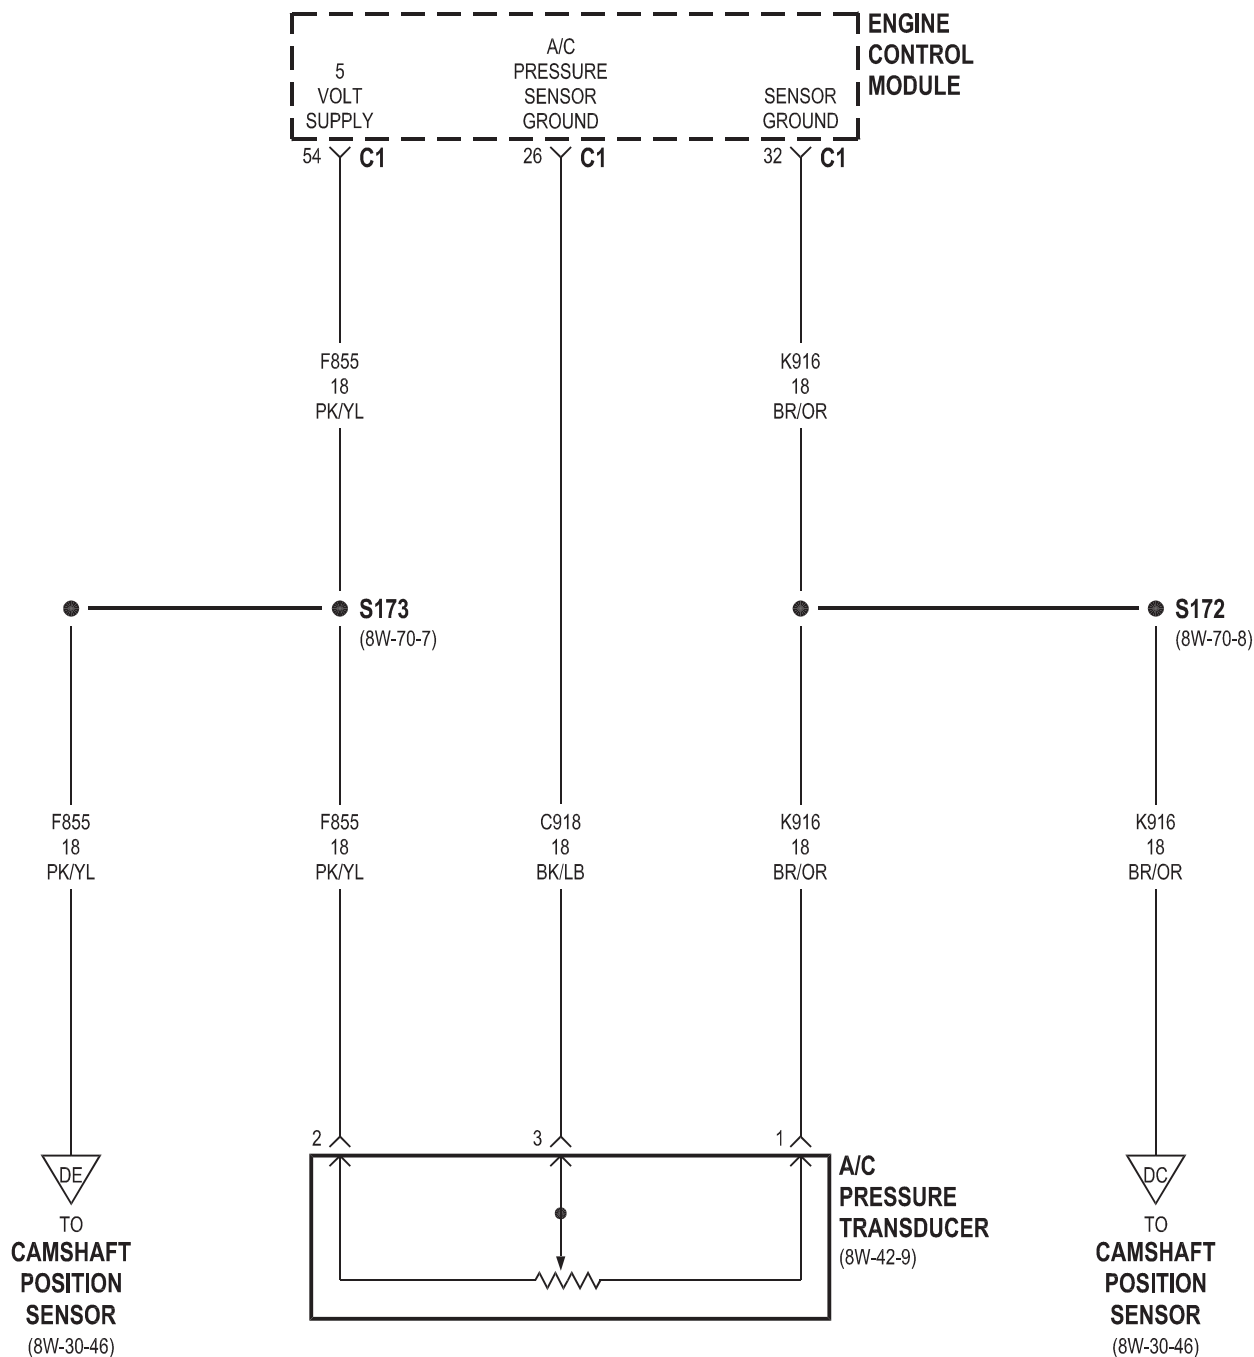 ENGINE
CONTROL
MODULE
5
VOLT
SUPPLY
A/C
PRESSURE
SENSOR
GROUND
SENSOR
GROUND
54 C1
26 C1
32 C1
F855
18
PK/YL
K916
18
BR/OR
S173
(8W-70-7)
S172
(8W-70-8)
F855
18
PK/YL
F855
18
PK/YL
C918
18
BK/LB
K916
18
BR/OR
K916
18
BR/OR
2
3
1
A/C
PRESSURE
TRANSDUCER
(8W-42-9)
DE
TO
CAMSHAFT
POSITION
SENSOR
(8W-30-46)
DC
TO
CAMSHAFT
POSITION
SENSOR
(8W-30-46)